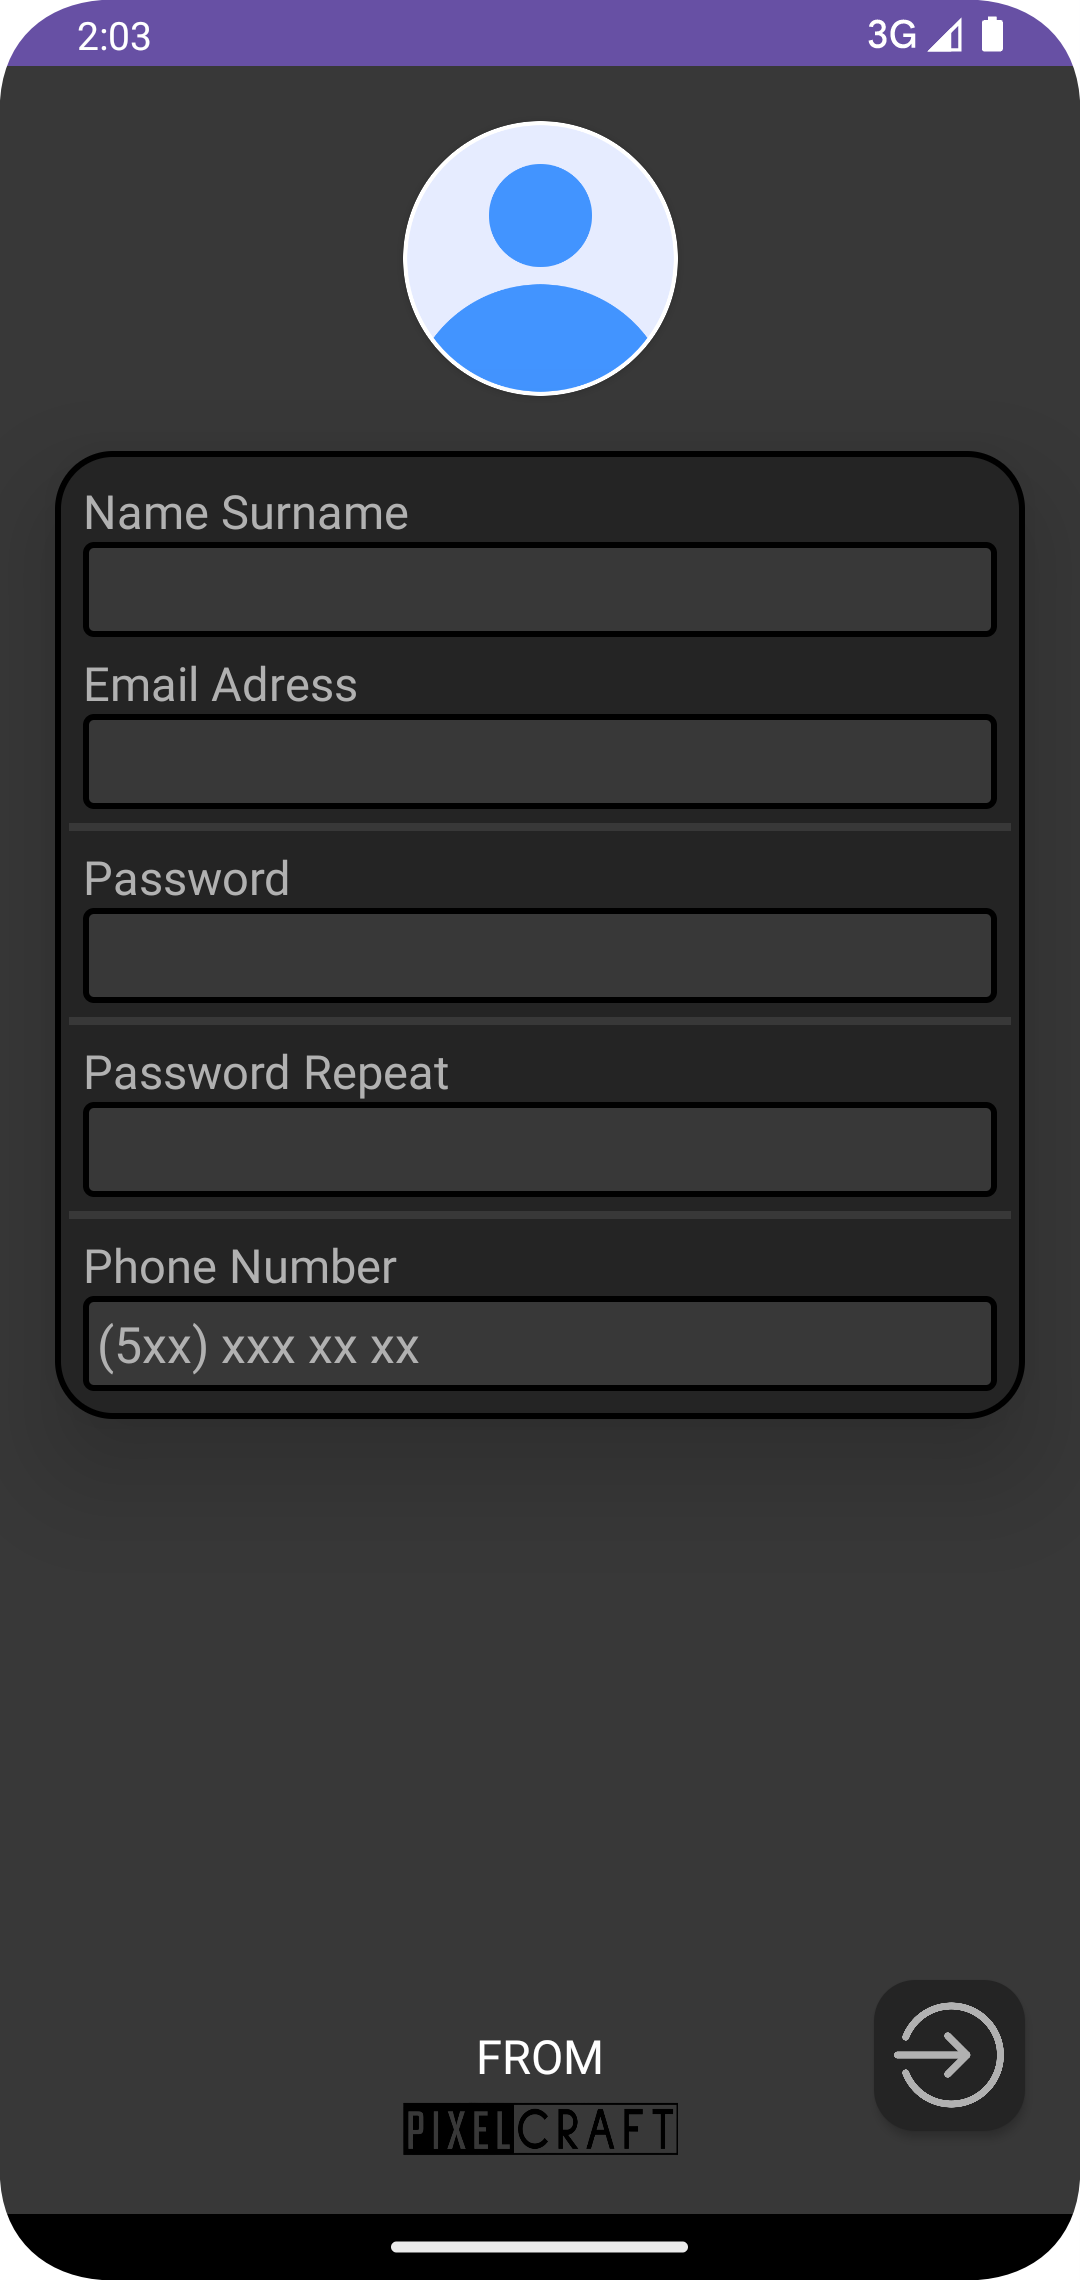 2:03 3G
Name Surname
Email Adress
Password
Password Repeat
Phone Number
(5xx) xxx xx xx
FROM
PIXELCRAFT